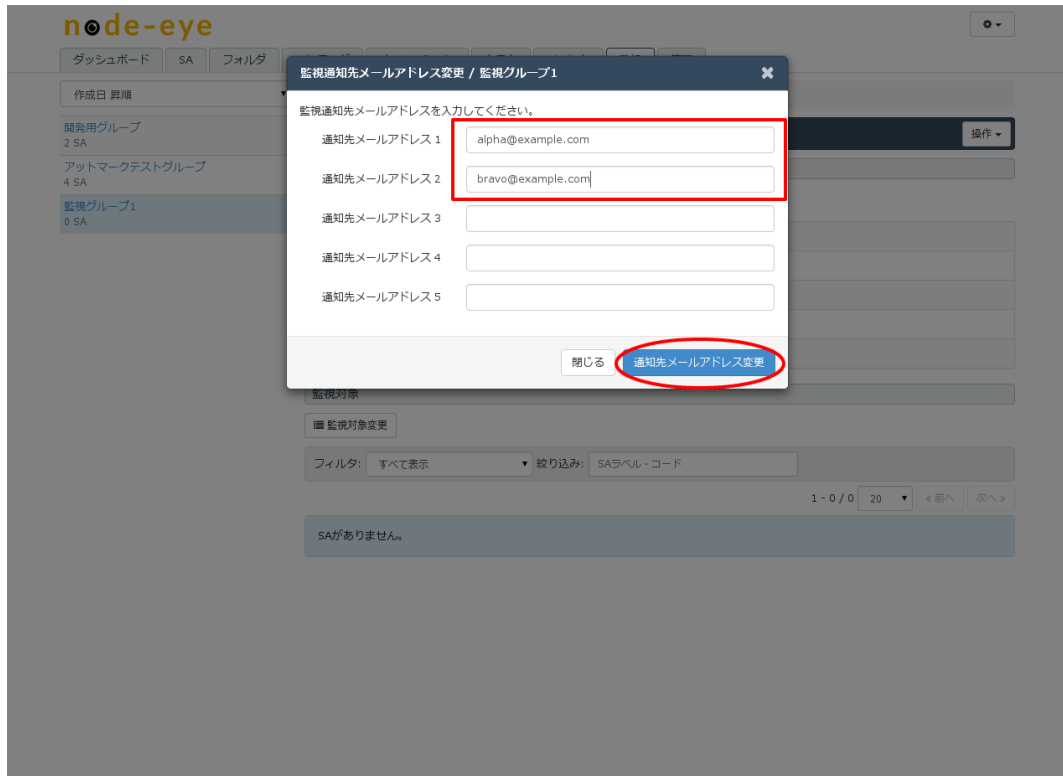 node-eye
ダッシュボード SA フォルダ
作成日 昇順
開発用グループ
2 SA
アットマークテストグループ
4 SA
監視グループ1
0 SA
監視通知先メールアドレス変更 / 監視グループ1
監視通知先メールアドレスを入力してください。
通知先メールアドレス 1 alpha@example.com
通知先メールアドレス 2 bravo@example.com
通知先メールアドレス 3
通知先メールアドレス 4
通知先メールアドレス 5
閉じる 通知先メールアドレス変更
操作
監視対象
監視対象変更
フィルタ: すべて表示 絞り込み: SAラベル・コード
1 - 0 / 0 20 « 前へ 次へ »
SAがありません。